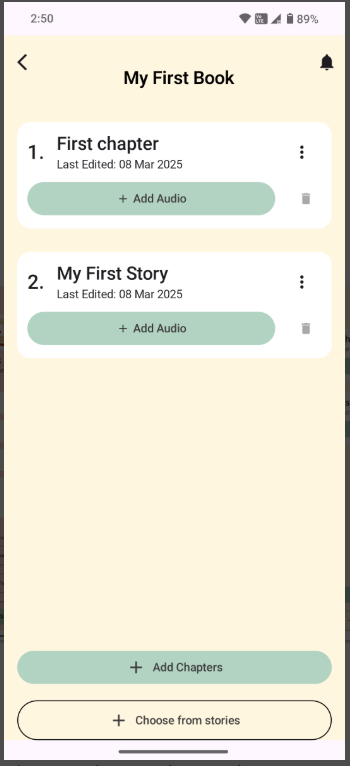 2:50
89%
My First Book
1. First chapter
Last Edited: 08 Mar 2025
+ Add Audio
2. My First Story
Last Edited: 08 Mar 2025
+ Add Audio
+ Add Chapters
+ Choose from stories